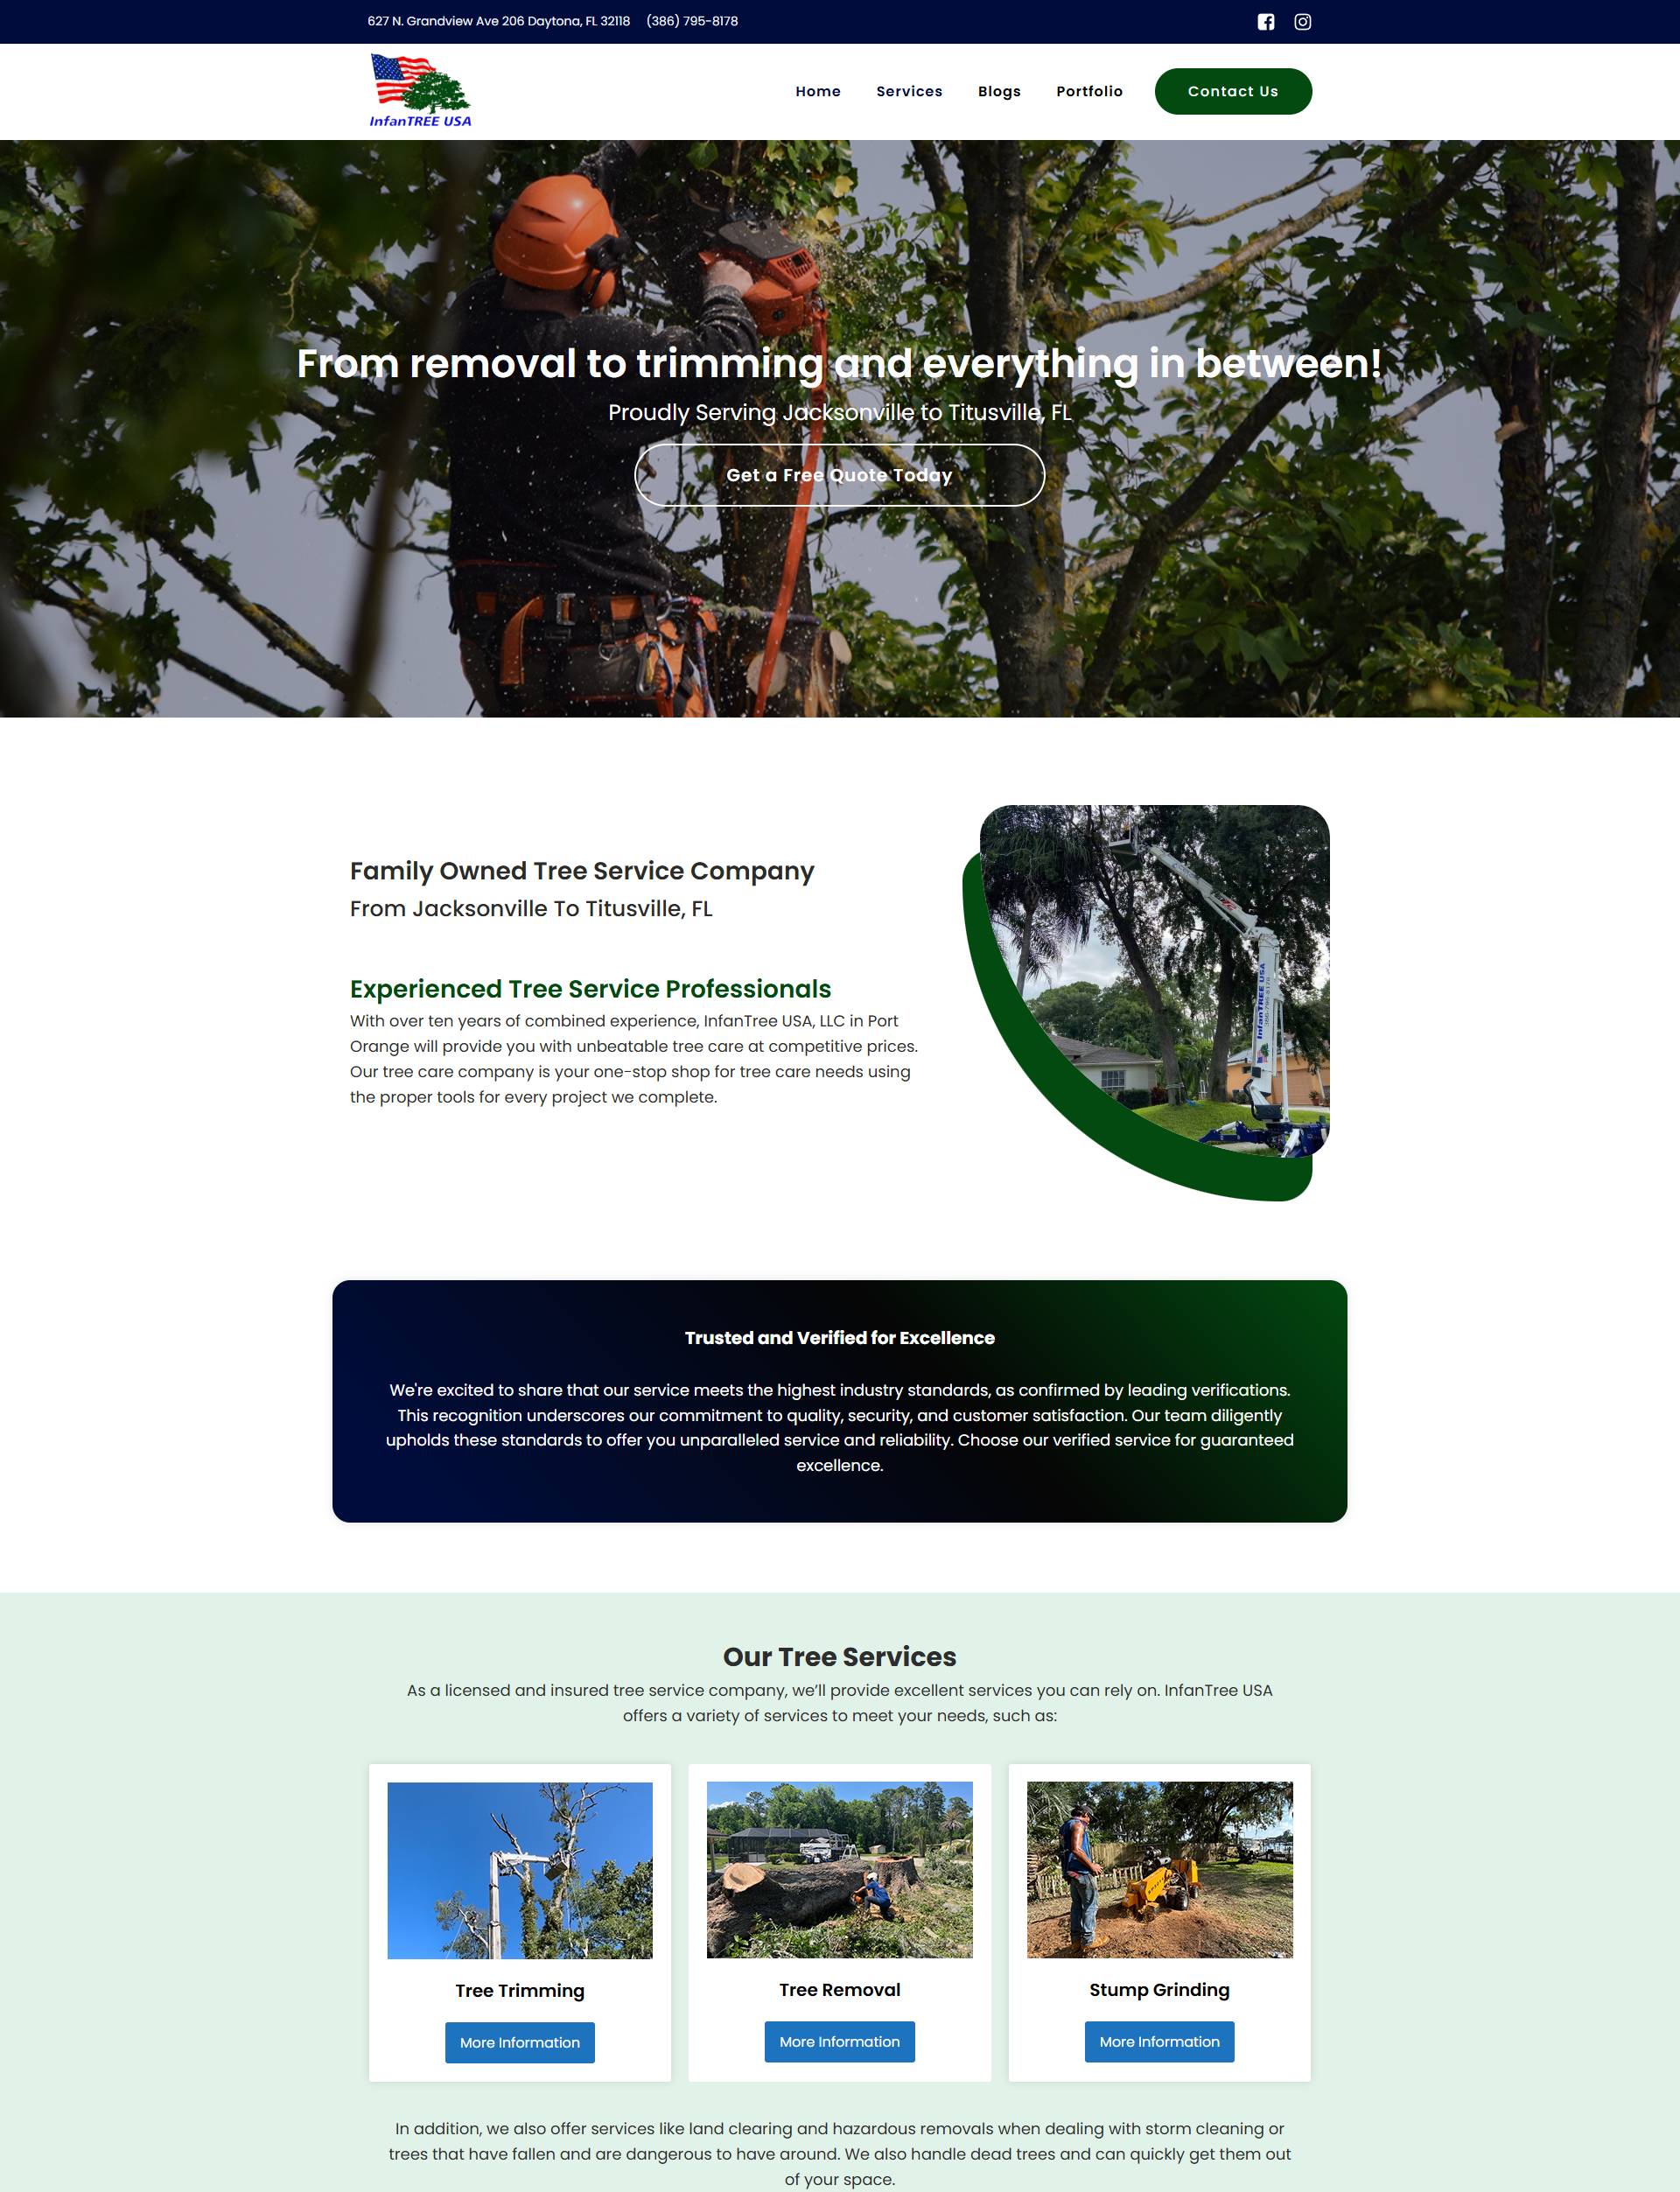 627 N. Grandview Ave 206 Daytona, FL 32118 (386) 795-8178
InfanTREE USA
Home Services Blogs Portfolio Contact Us
From removal to trimming and everything in between!
Proudly Serving Jacksonville to Titusville, FL
Get a Free Quote Today
Family Owned Tree Service Company
From Jacksonville To Titusville, FL
Experienced Tree Service Professionals
With over ten years of combined experience, InfanTree USA, LLC in Port
Orange will provide you with unbeatable tree care at competitive prices.
Our tree care company is your one-stop shop for tree care needs using
the proper tools for every project we complete.
InfanTREE USA
386-795-8178
Trusted and Verified for Excellence
We're excited to share that our service meets the highest industry standards, as confirmed by leading verifications.
This recognition underscores our commitment to quality, security, and customer satisfaction. Our team diligently
upholds these standards to offer you unparalleled service and reliability. Choose our verified service for guaranteed
excellence.
Our Tree Services
As a licensed and insured tree service company, we’ll provide excellent services you can rely on. InfanTree USA
offers a variety of services to meet your needs, such as:
Tree Trimming
More Information
Tree Removal
More Information
Stump Grinding
More Information
In addition, we also offer services like land clearing and hazardous removals when dealing with storm cleaning or
trees that have fallen and are dangerous to have around. We also handle dead trees and can quickly get them out
of your space.